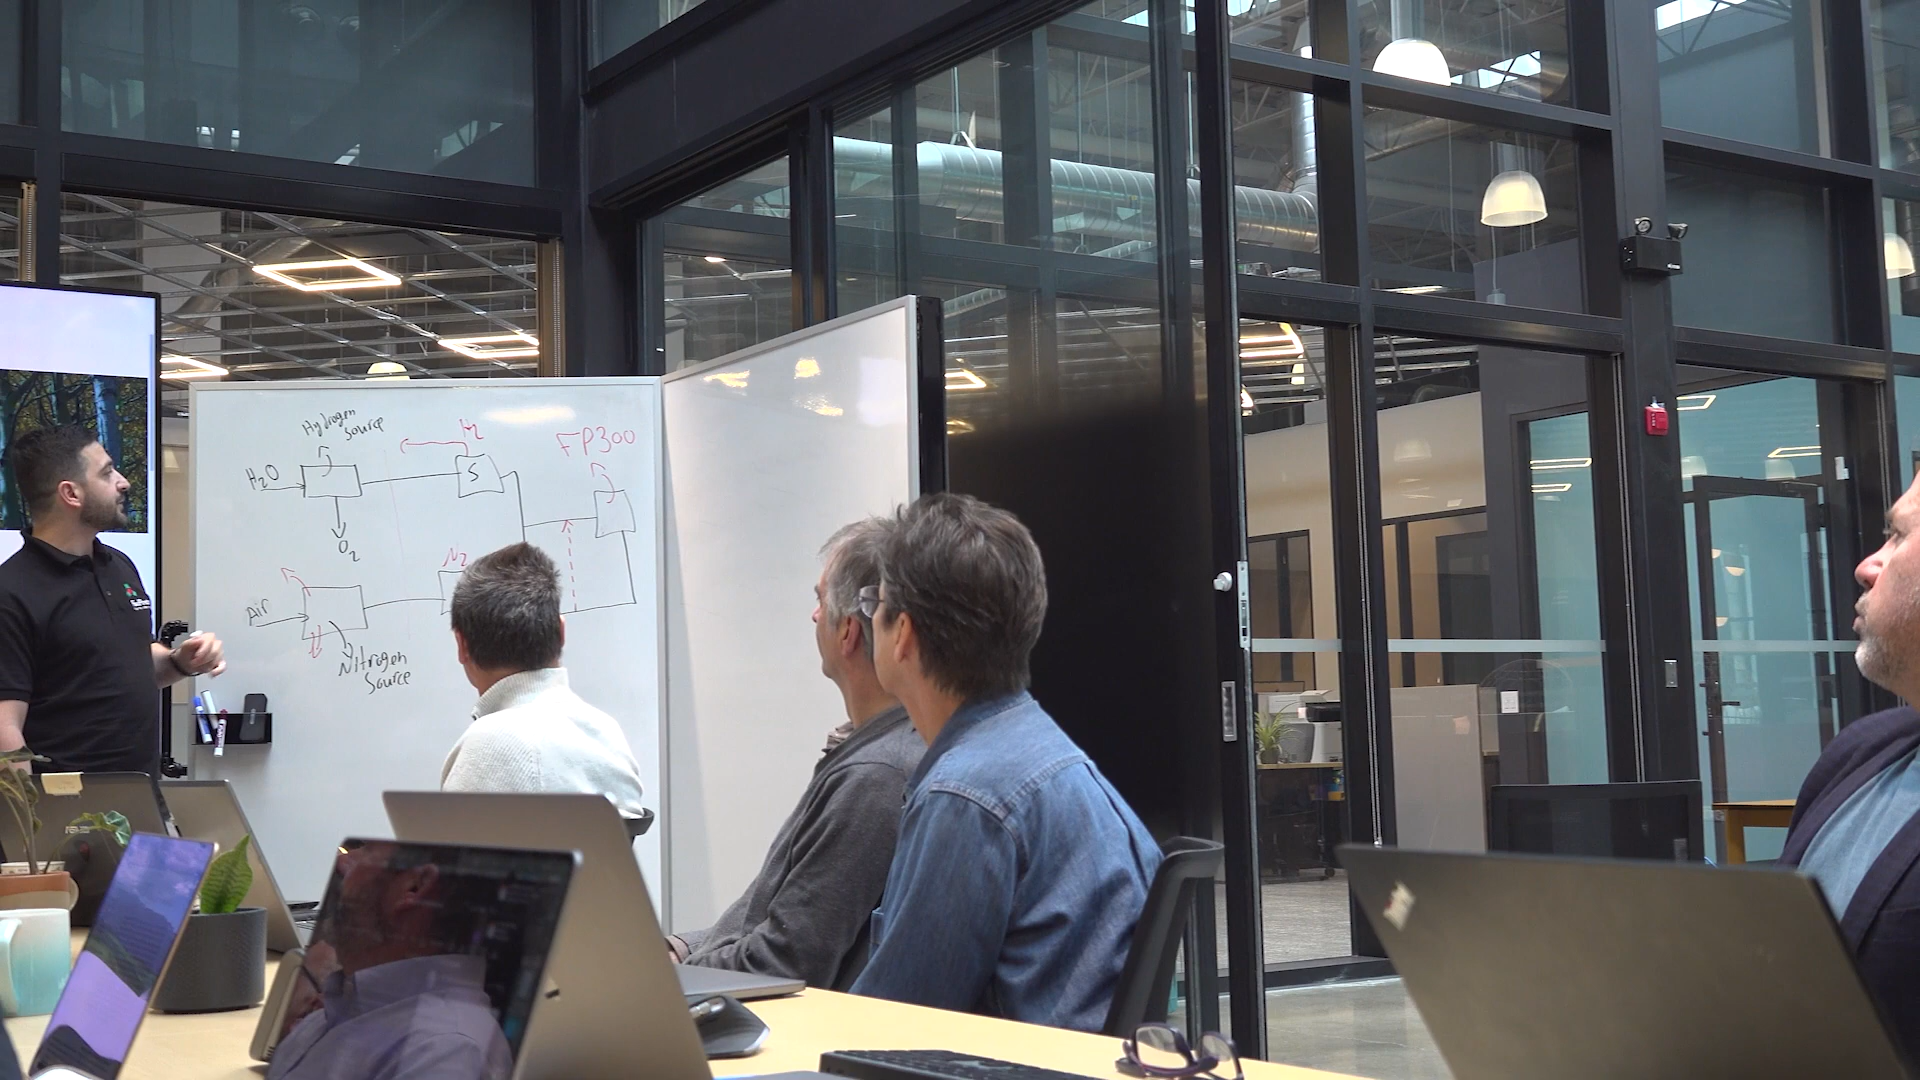 Hydrogen
Source
H2
FP300
H2O
S
O2
N2
Air
Nitrogen
Source